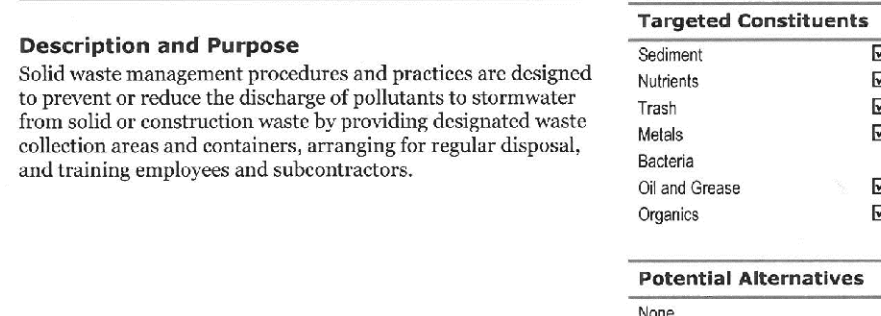 Description and Purpose
Solid waste management procedures and practices are designed
to prevent or reduce the discharge of pollutants to stormwater
from solid or construction waste by providing designated waste
collection areas and containers, arranging for regular disposal,
and training employees and subcontractors.
Targeted Constituents
Sediment ☑
Nutrients ☑
Trash ☑
Metals ☑
Bacteria
Oil and Grease ☑
Organics ☑
Potential Alternatives
None